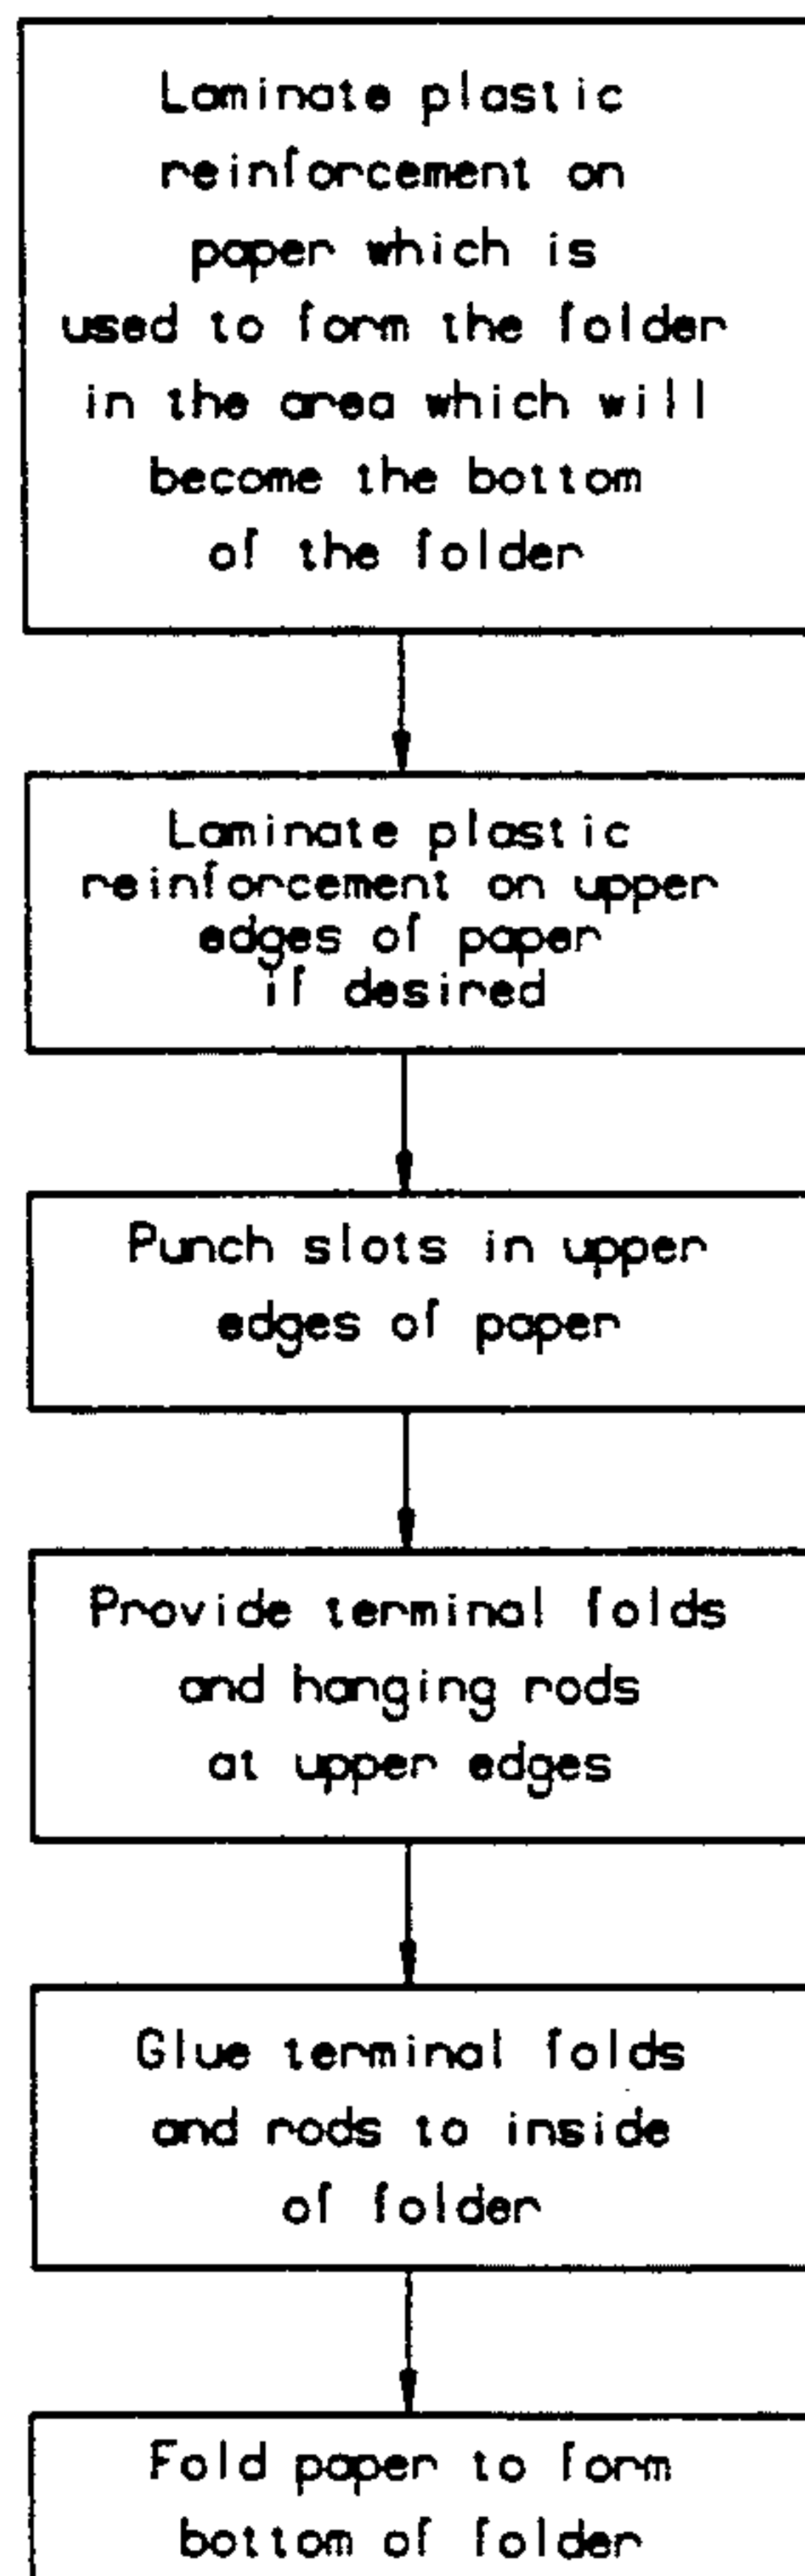 Laminate plastic
reinforcement on
paper which is
used to form the folder
in the area which will
become the bottom
of the folder
Laminate plastic
reinforcement on upper
edges of paper
if desired
Punch slots in upper
edges of paper
Provide terminal folds
and hanging rods
at upper edges
Glue terminal folds
and rods to inside
of folder
Fold paper to form
bottom of folder